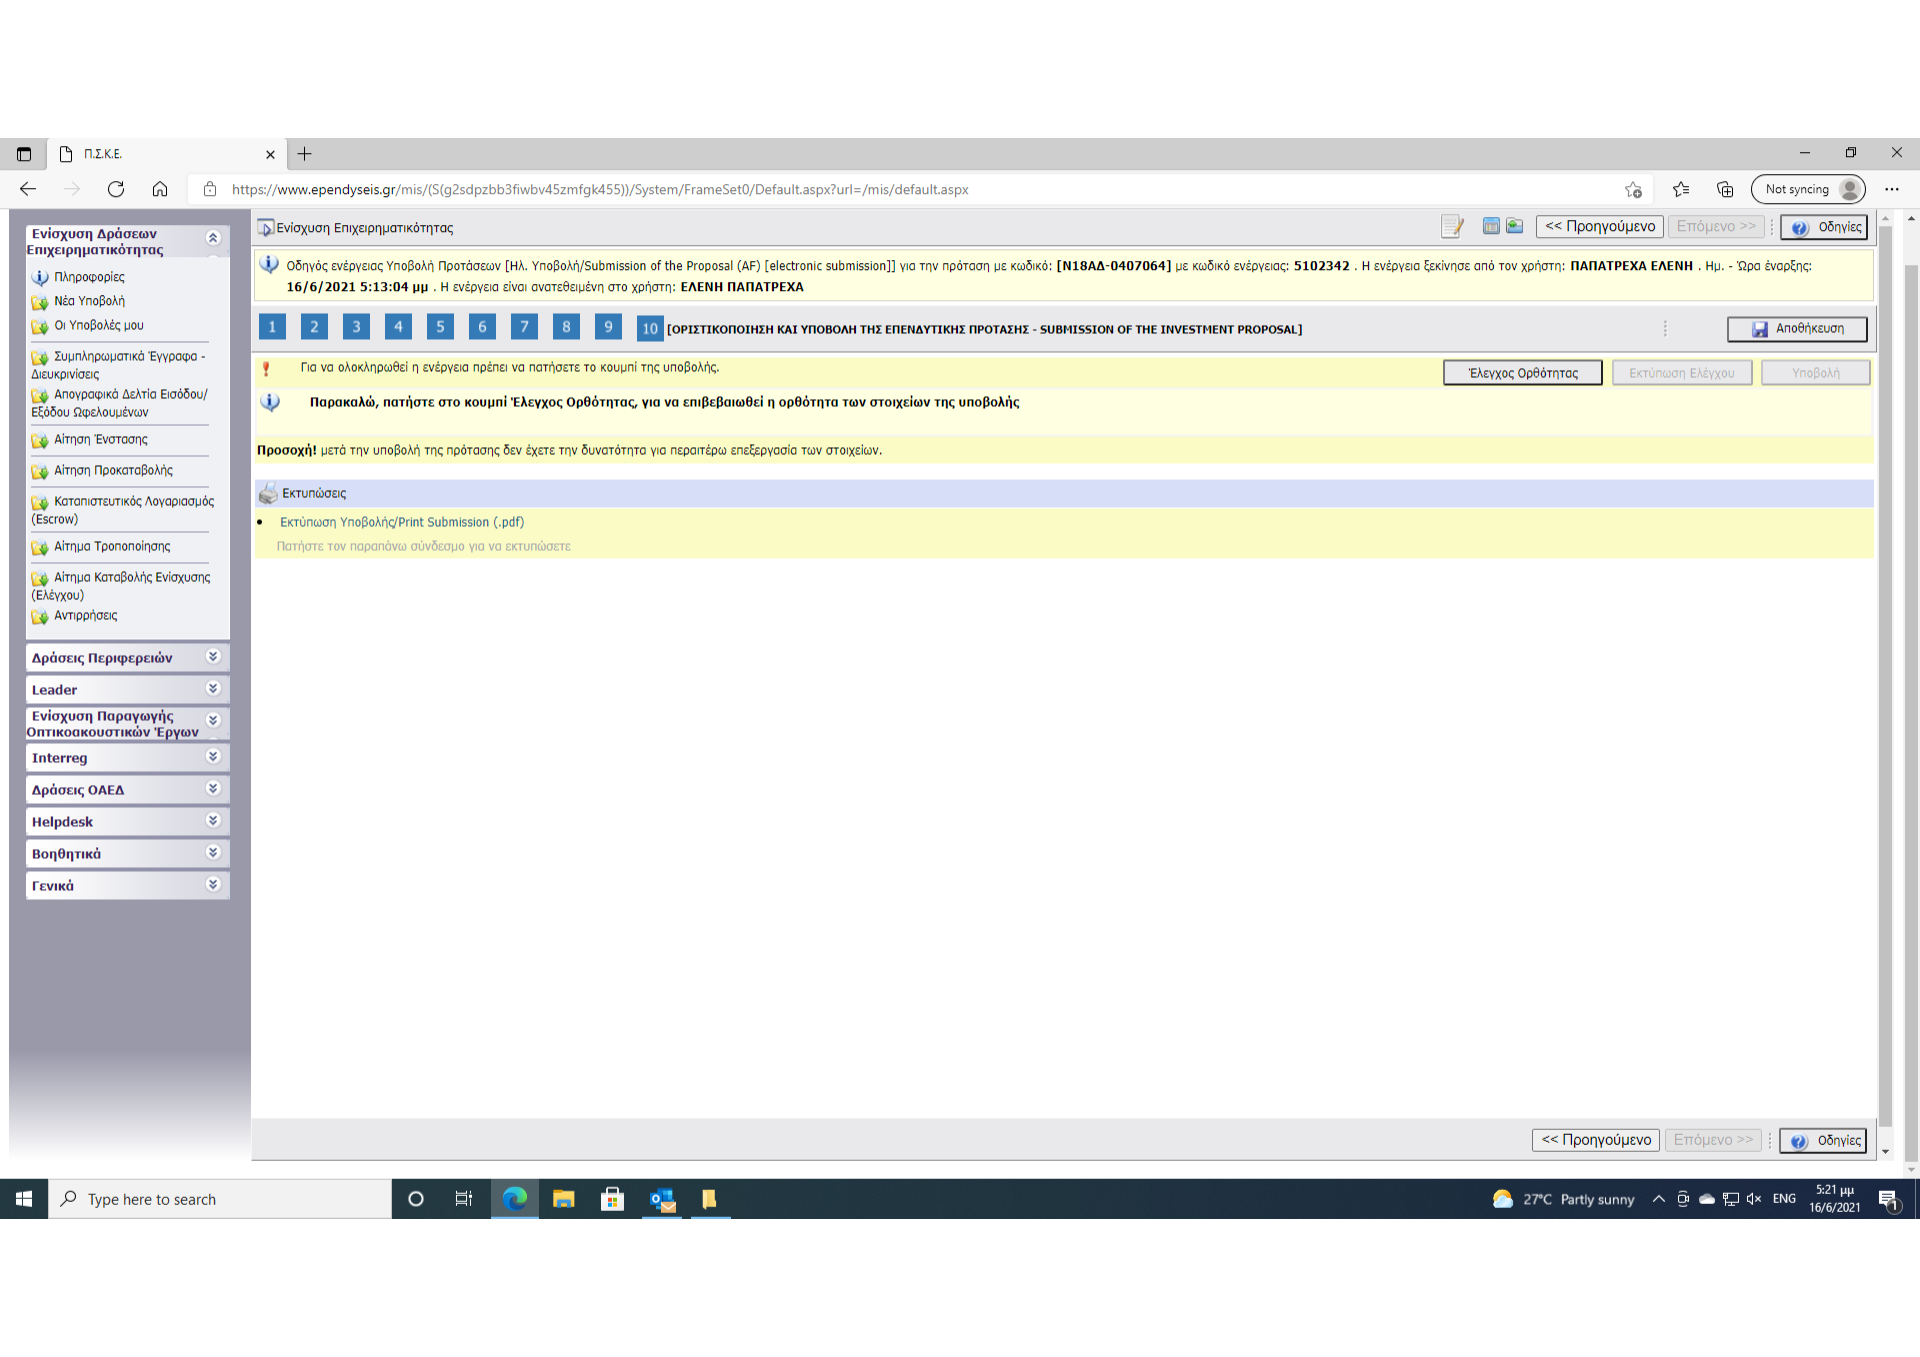 Π.Σ.Κ.Ε.
https://www.ependyseis.gr/mis/(S(g2sdpzbb3fiwbv45zmfgk455))/System/FrameSet0/Default.aspx?url=/mis/default.aspx
Not syncing
Ενίσχυση Δράσεων
Επιχειρηματικότητας
Πληροφορίες
Νέα Υποβολή
Οι Υποβολές μου
Συμπληρωματικά Έγγραφα -
Διευκρινίσεις
Απογραφικά Δελτία Εισόδου/
Εξόδου Ωφελουμένων
Αίτηση Ένστασης
Αίτηση Προκαταβολής
Καταπιστευτικός Λογαριασμός
(Escrow)
Αίτημα Τροποποίησης
Αίτημα Καταβολής Ενίσχυσης
(Ελέγχου)
Αντιρρήσεις
Δράσεις Περιφερειών
Leader
Ενίσχυση Παραγωγής
Οπτικοακουστικών Έργων
Interreg
Δράσεις ΟΑΕΔ
Helpdesk
Βοηθητικά
Γενικά
Ενίσχυση Επιχειρηματικότητας
<< Προηγούμενο
Επόμενο >>
Οδηγίες
Οδηγός ενέργειας Υποβολή Προτάσεων [Ηλ. Υποβολή/Submission of the Proposal (AF) [electronic submission]] για την πρόταση με κωδικό: [Ν18ΑΔ-0407064] με κωδικό ενέργειας: 5102342 . Η ενέργεια ξεκίνησε από τον χρήστη: ΠΑΠΑΤΡΕΧΑ ΕΛΕΝΗ . Ημ. - Ώρα έναρξης:
16/6/2021 5:13:04 μμ . Η ενέργεια είναι ανατεθειμένη στο χρήστη: ΕΛΕΝΗ ΠΑΠΑΤΡΕΧΑ
1 2 3 4 5 6 7 8 9 10 [ΟΡΙΣΤΙΚΟΠΟΙΗΣΗ ΚΑΙ ΥΠΟΒΟΛΗ ΤΗΣ ΕΠΕΝΔΥΤΙΚΗΣ ΠΡΟΤΑΣΗΣ - SUBMISSION OF THE INVESTMENT PROPOSAL]
Αποθήκευση
Για να ολοκληρωθεί η ενέργεια πρέπει να πατήσετε το κουμπί της υποβολής.
Έλεγχος Ορθότητας
Εκτύπωση Ελέγχου
Υποβολή
Παρακαλώ, πατήστε στο κουμπί Έλεγχος Ορθότητας, για να επιβεβαιωθεί η ορθότητα των στοιχείων της υποβολής
Προσοχή! μετά την υποβολή της πρότασης δεν έχετε την δυνατότητα για περαιτέρω επεξεργασία των στοιχείων.
Εκτυπώσεις
Εκτύπωση Υποβολής/Print Submission (.pdf)
Πατήστε τον παραπάνω σύνδεσμο για να εκτυπώσετε
<< Προηγούμενο
Επόμενο >>
Οδηγίες
Type here to search
27°C Partly sunny
ENG
5:21 μμ
16/6/2021
1